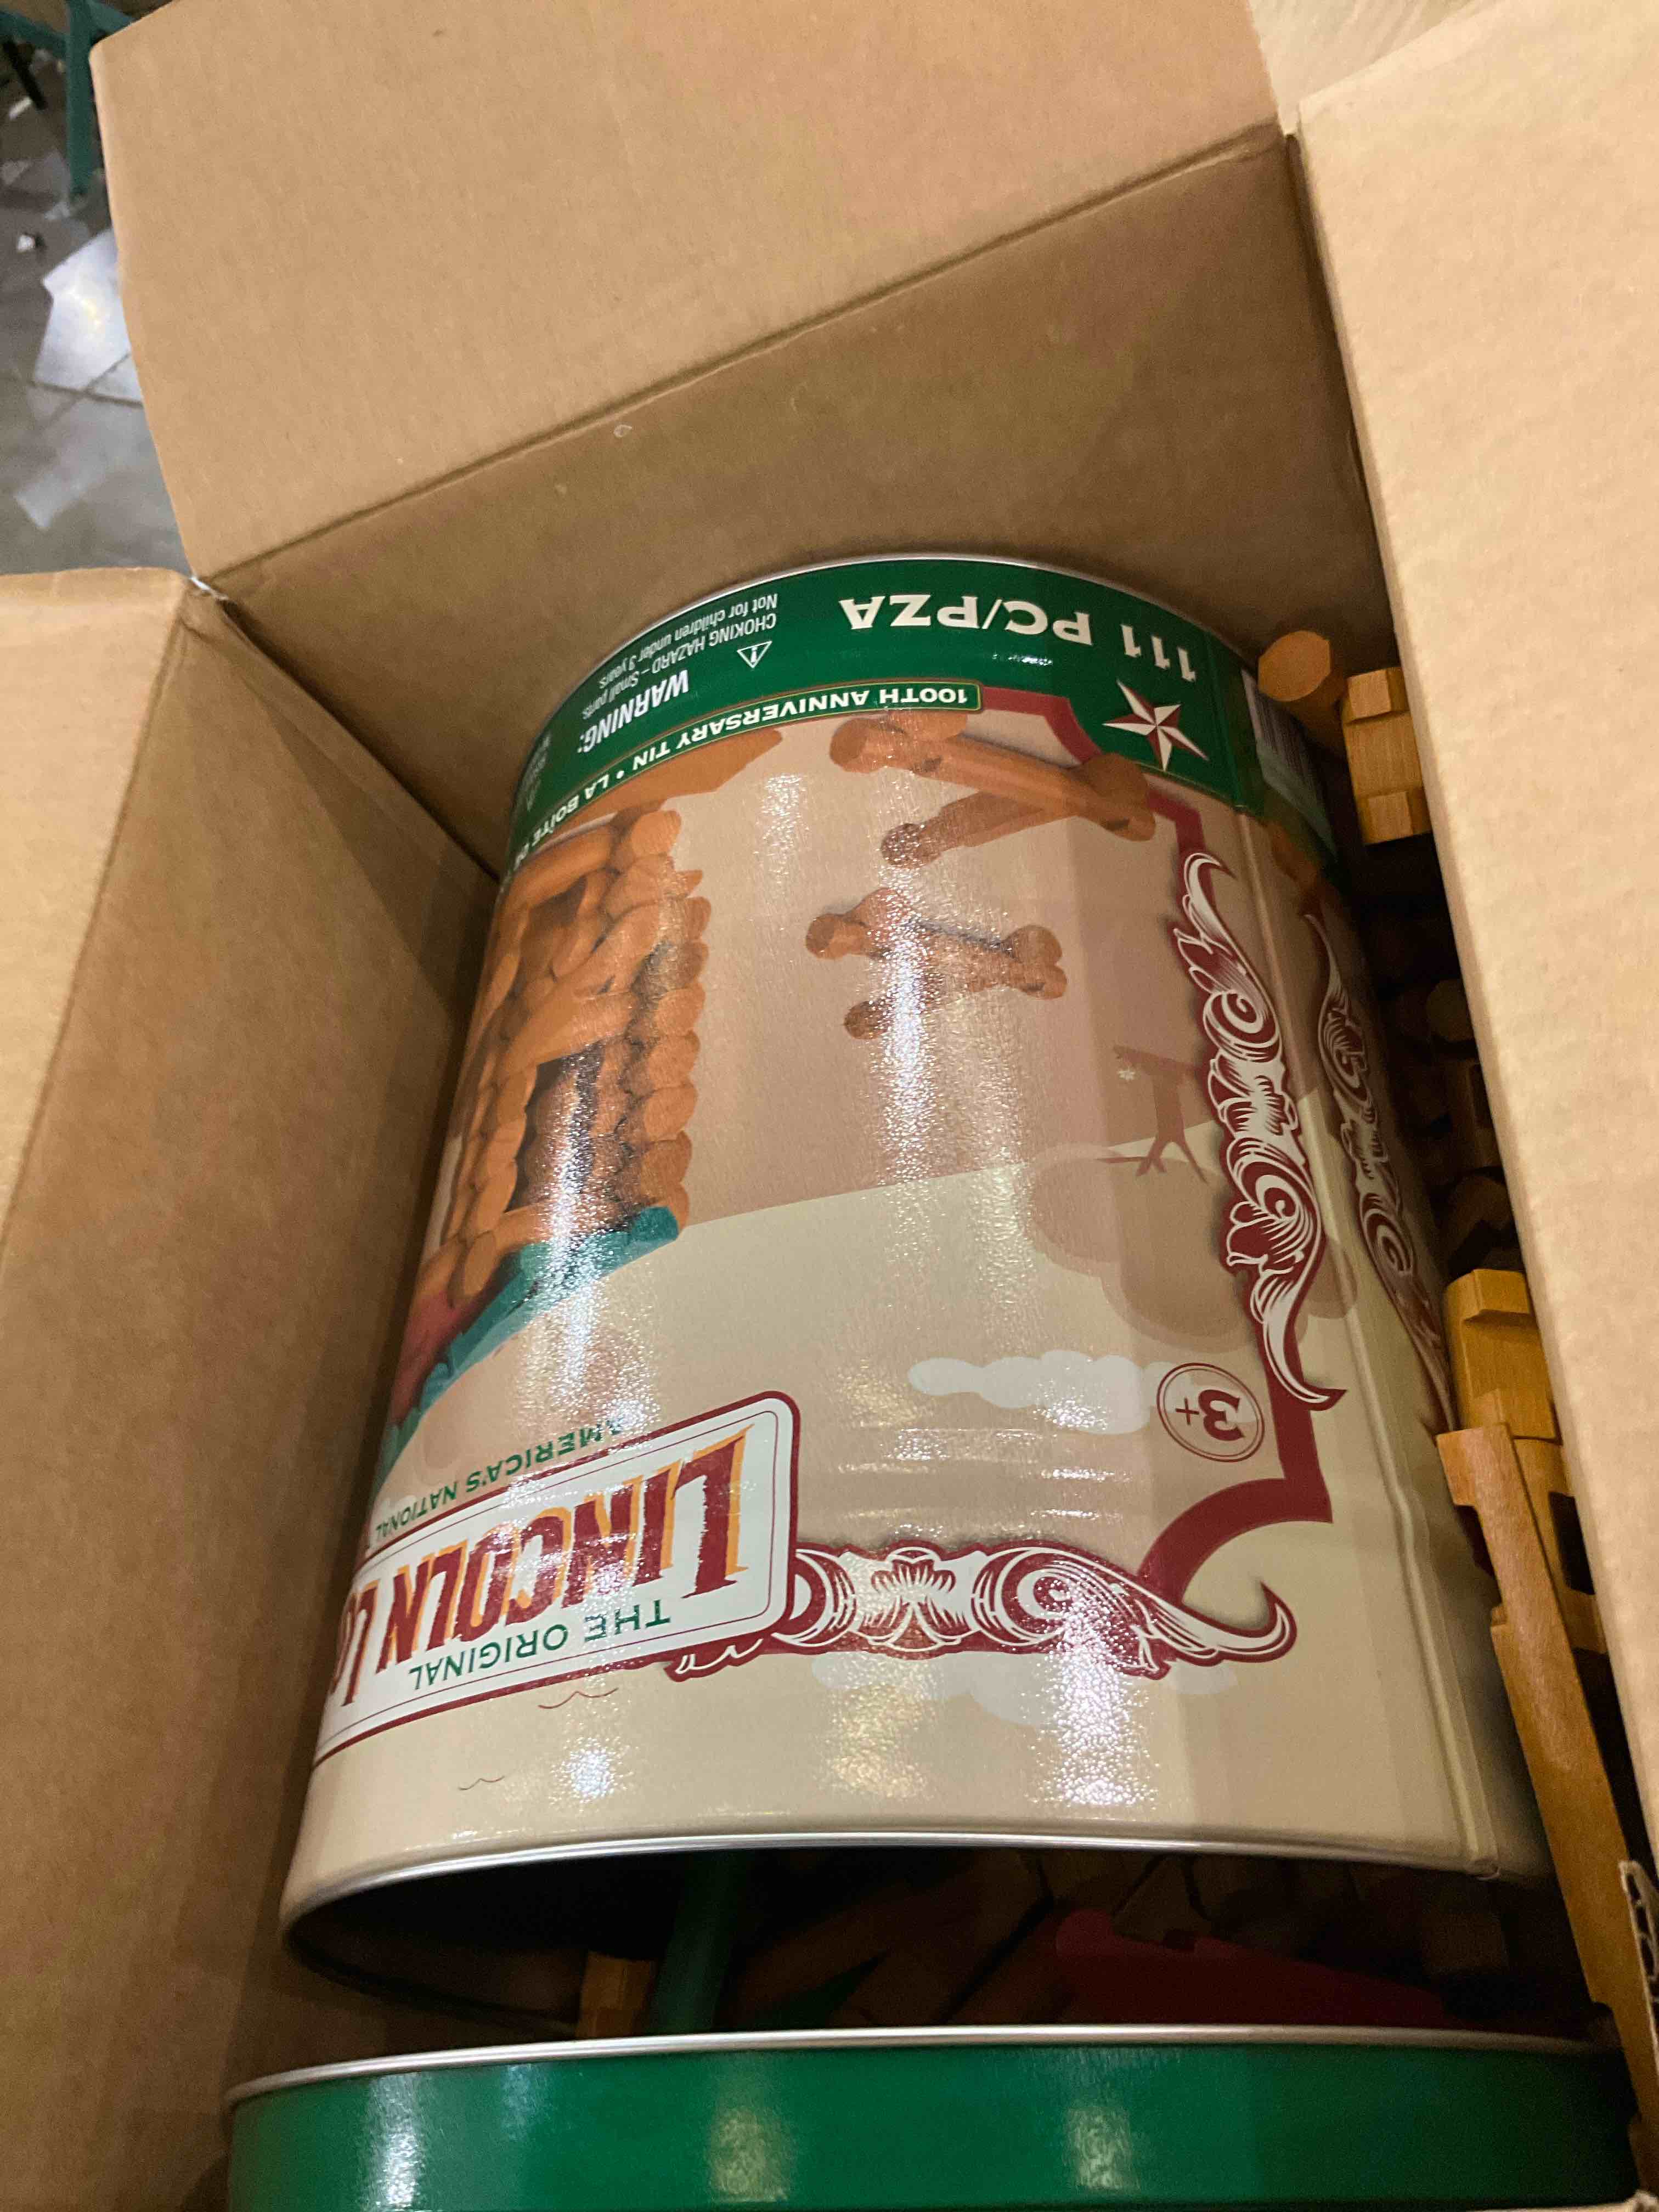 THE ORIGINAL
LINCOLN
AMERICA'S NATIONAL
3+
100TH ANNIVERSARY TIN • LA BOÎTE
WARNING:
CHOKING HAZARD – Small parts.
Not for children under 3 years.
111 PC/PZA